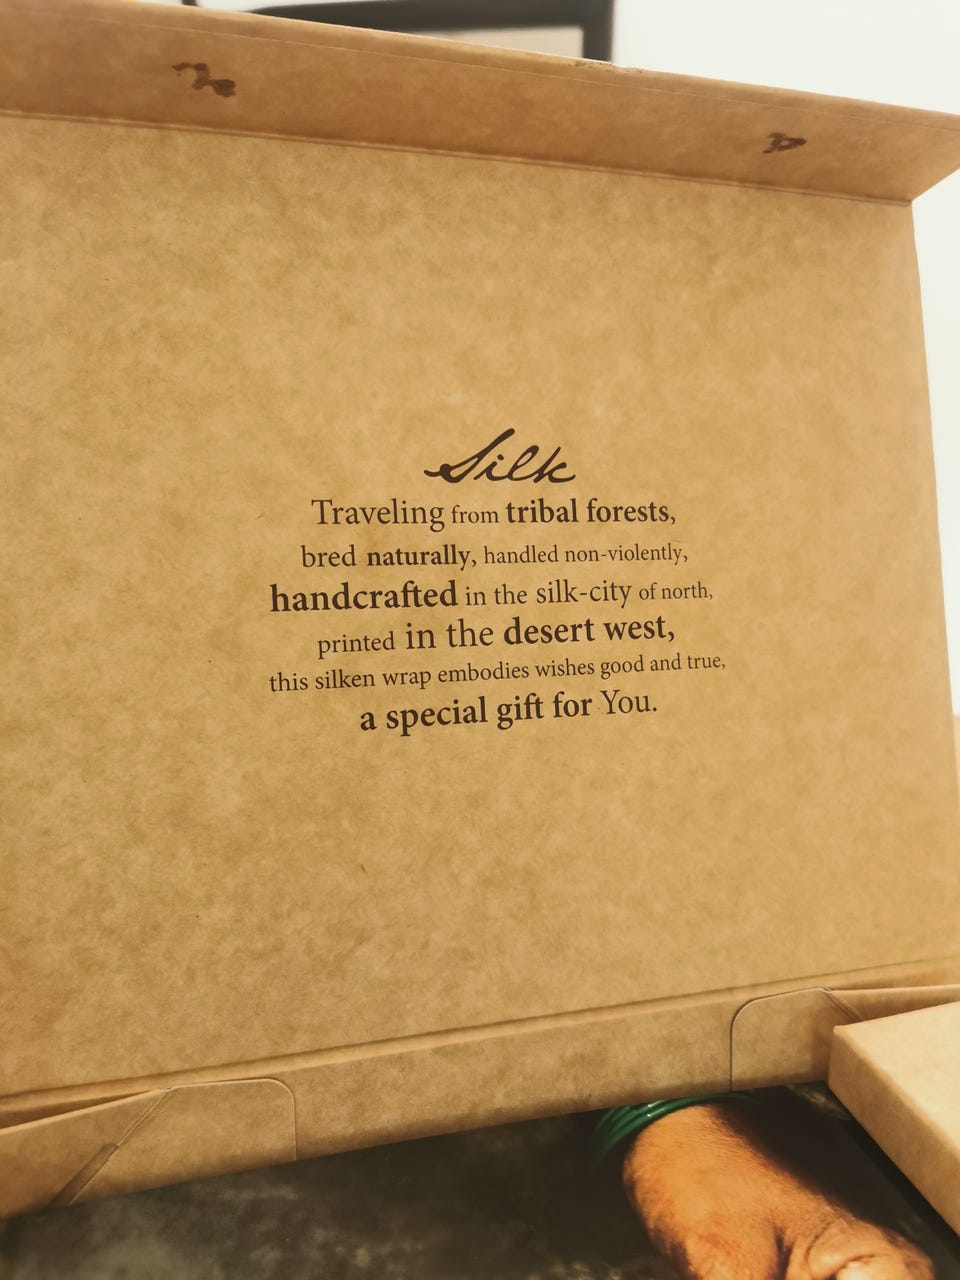 Silk
Traveling from tribal forests,
bred naturally, handled non-violently,
handcrafted in the silk-city of north,
printed in the desert west,
this silken wrap embodies wishes good and true,
a special gift for You.